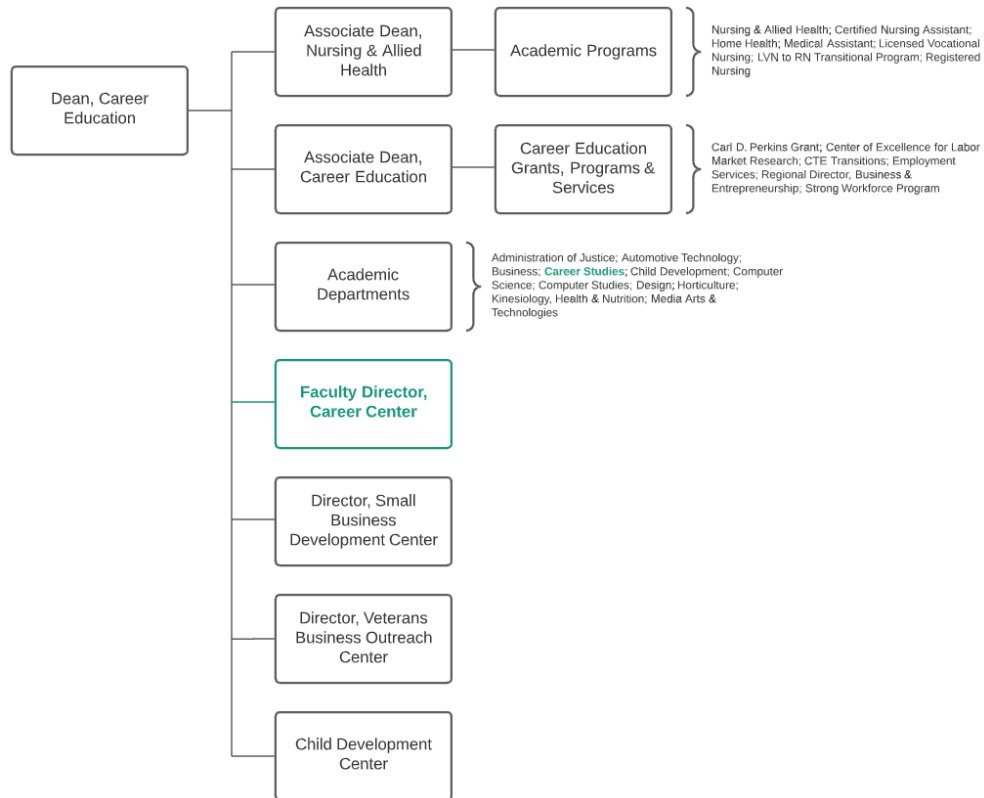 Dean, Career
Education
Associate Dean,
Nursing & Allied
Health
Academic Programs
Nursing & Allied Health; Certified Nursing Assistant;
Home Health; Medical Assistant; Licensed Vocational
Nursing; LVN to RN Transitional Program; Registered
Nursing
Associate Dean,
Career Education
Career Education
Grants, Programs &
Services
Carl D. Perkins Grant; Center of Excellence for Labor
Market Research; CTE Transitions; Employment
Services; Regional Director, Business &
Entrepreneurship; Strong Workforce Program
Academic
Departments
Administration of Justice; Automotive Technology;
Business; Career Studies; Child Development; Computer
Science; Computer Studies; Design; Horticulture;
Kinesiology, Health & Nutrition; Media Arts &
Technologies
Faculty Director,
Career Center
Director, Small
Business
Development Center
Director, Veterans
Business Outreach
Center
Child Development
Center